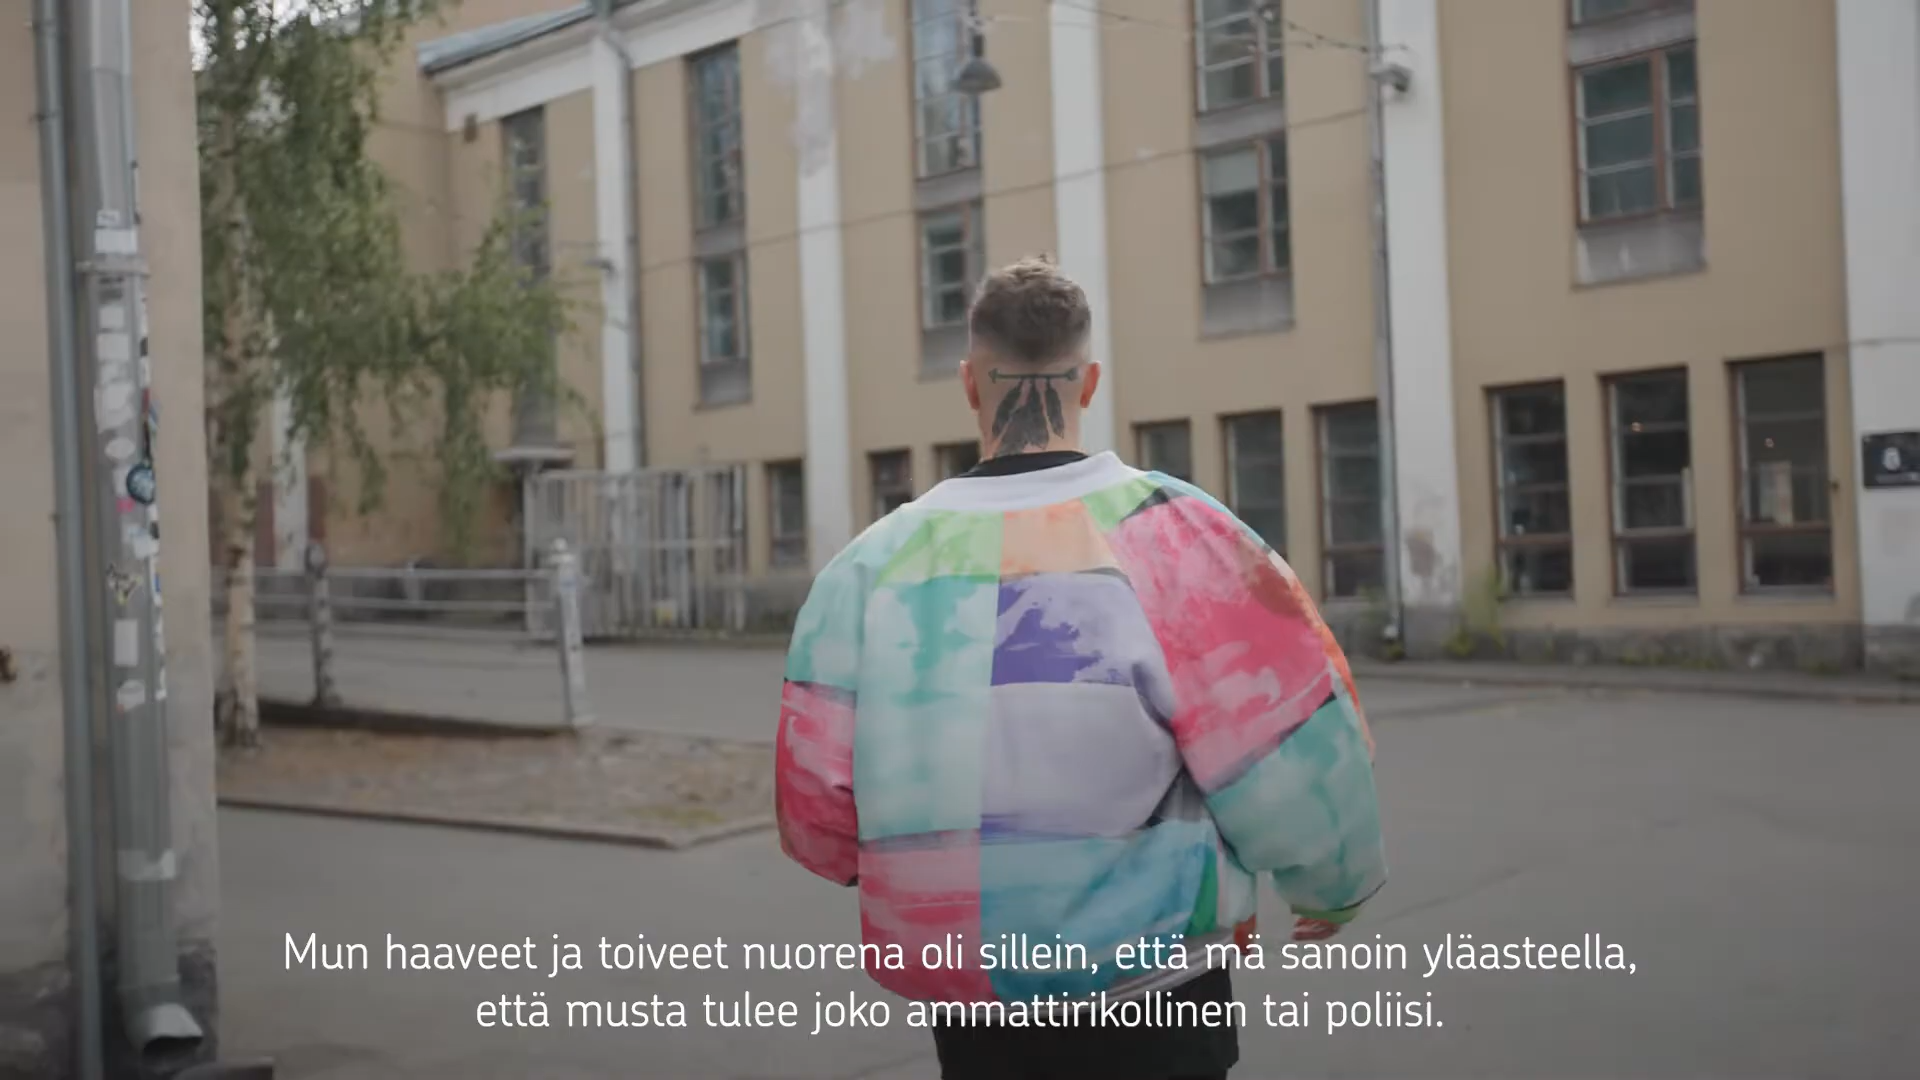 Mun haaveet ja toiveet nuorena oli sillein, että mä sanoin yläasteella,
että musta tulee joko ammattirikollinen tai poliisi.